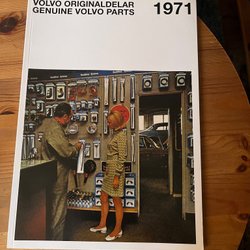 VOLVO ORIGINALDELAR
GENUINE VOLVO PARTS 1971